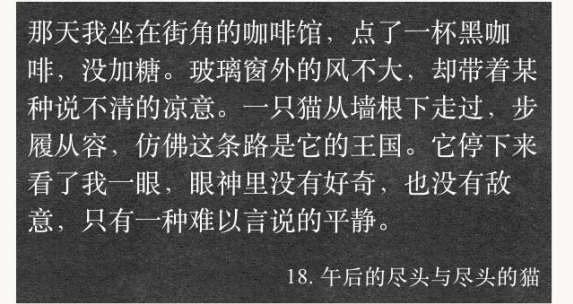 那天我坐在街角的咖啡馆，点了一杯黑咖
啡，没加糖。玻璃窗外的风不大，却带着某
种说不清的凉意。一只猫从墙根下走过，步
履从容，仿佛这条路是它的王国。它停下来
看了我一眼，眼神里没有好奇，也没有敌
意，只有一种难以言说的平静。
18. 午后的尽头与尽头的猫